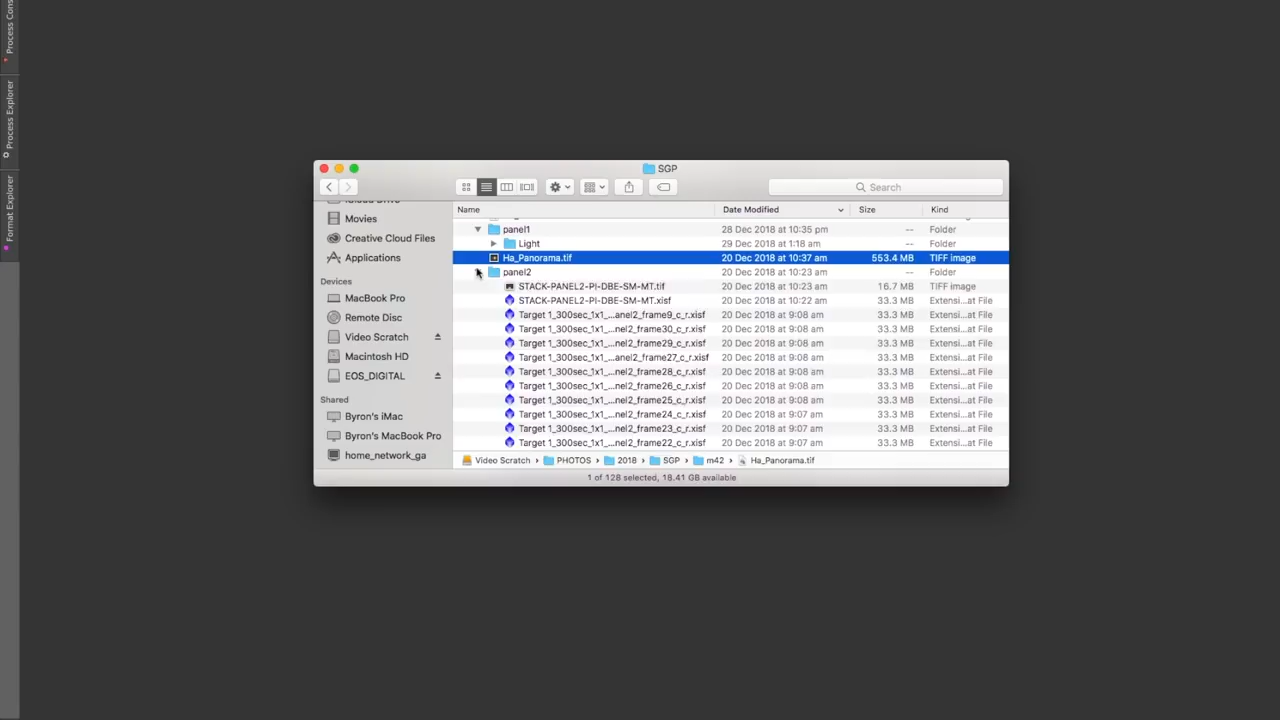 Process Cons
Process Explorer
Format Explorer
SGP
Search
Name Date Modified Size Kind
Movies
Creative Cloud Files
Applications
Devices
MacBook Pro
Remote Disc
Video Scratch
Macintosh HD
EOS_DIGITAL
Shared
Byron's iMac
Byron's MacBook Pro
home_network_ga
panel1 28 Dec 2018 at 10:35 pm -- Folder
Light 29 Dec 2018 at 1:18 am -- Folder
Ha_Panorama.tif 20 Dec 2018 at 10:37 am 553.4 MB TIFF image
panel2 20 Dec 2018 at 10:23 am -- Folder
STACK-PANEL2-PI-DBE-SM-MT.tif 20 Dec 2018 at 10:23 am 16.7 MB TIFF image
STACK-PANEL2-PI-DBE-SM-MT.xisf 20 Dec 2018 at 10:22 am 33.3 MB Extensi...at File
Target 1_300sec_1x1_...anel2_frame9_c_r.xisf 20 Dec 2018 at 9:08 am 33.3 MB Extensi...at File
Target 1_300sec_1x1_...nel2_frame30_c_r.xisf 20 Dec 2018 at 9:08 am 33.3 MB Extensi...at File
Target 1_300sec_1x1_...nel2_frame29_c_r.xisf 20 Dec 2018 at 9:08 am 33.3 MB Extensi...at File
Target 1_300sec_1x1_...anel2_frame27_c_r.xisf 20 Dec 2018 at 9:08 am 33.3 MB Extensi...at File
Target 1_300sec_1x1_...nel2_frame28_c_r.xisf 20 Dec 2018 at 9:08 am 33.3 MB Extensi...at File
Target 1_300sec_1x1_...nel2_frame26_c_r.xisf 20 Dec 2018 at 9:08 am 33.3 MB Extensi...at File
Target 1_300sec_1x1_...nel2_frame25_c_r.xisf 20 Dec 2018 at 9:08 am 33.3 MB Extensi...at File
Target 1_300sec_1x1_...nel2_frame24_c_r.xisf 20 Dec 2018 at 9:07 am 33.3 MB Extensi...at File
Target 1_300sec_1x1_...nel2_frame23_c_r.xisf 20 Dec 2018 at 9:07 am 33.3 MB Extensi...at File
Target 1_300sec_1x1_...nel2_frame22_c_r.xisf 20 Dec 2018 at 9:07 am 33.3 MB Extensi...at File
Video Scratch › PHOTOS › 2018 › SGP › m42 › Ha_Panorama.tif
1 of 128 selected, 18.41 GB available